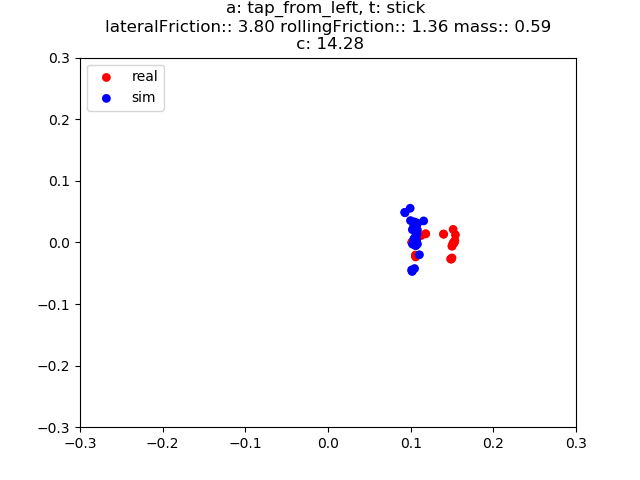 a: tap_from_left, t: stick
lateralFriction:: 3.80 rollingFriction:: 1.36 mass:: 0.59
c: 14.28
real
sim
0.3
0.2
0.1
0.0
−0.1
−0.2
−0.3
−0.3 −0.2 −0.1 0.0 0.1 0.2 0.3